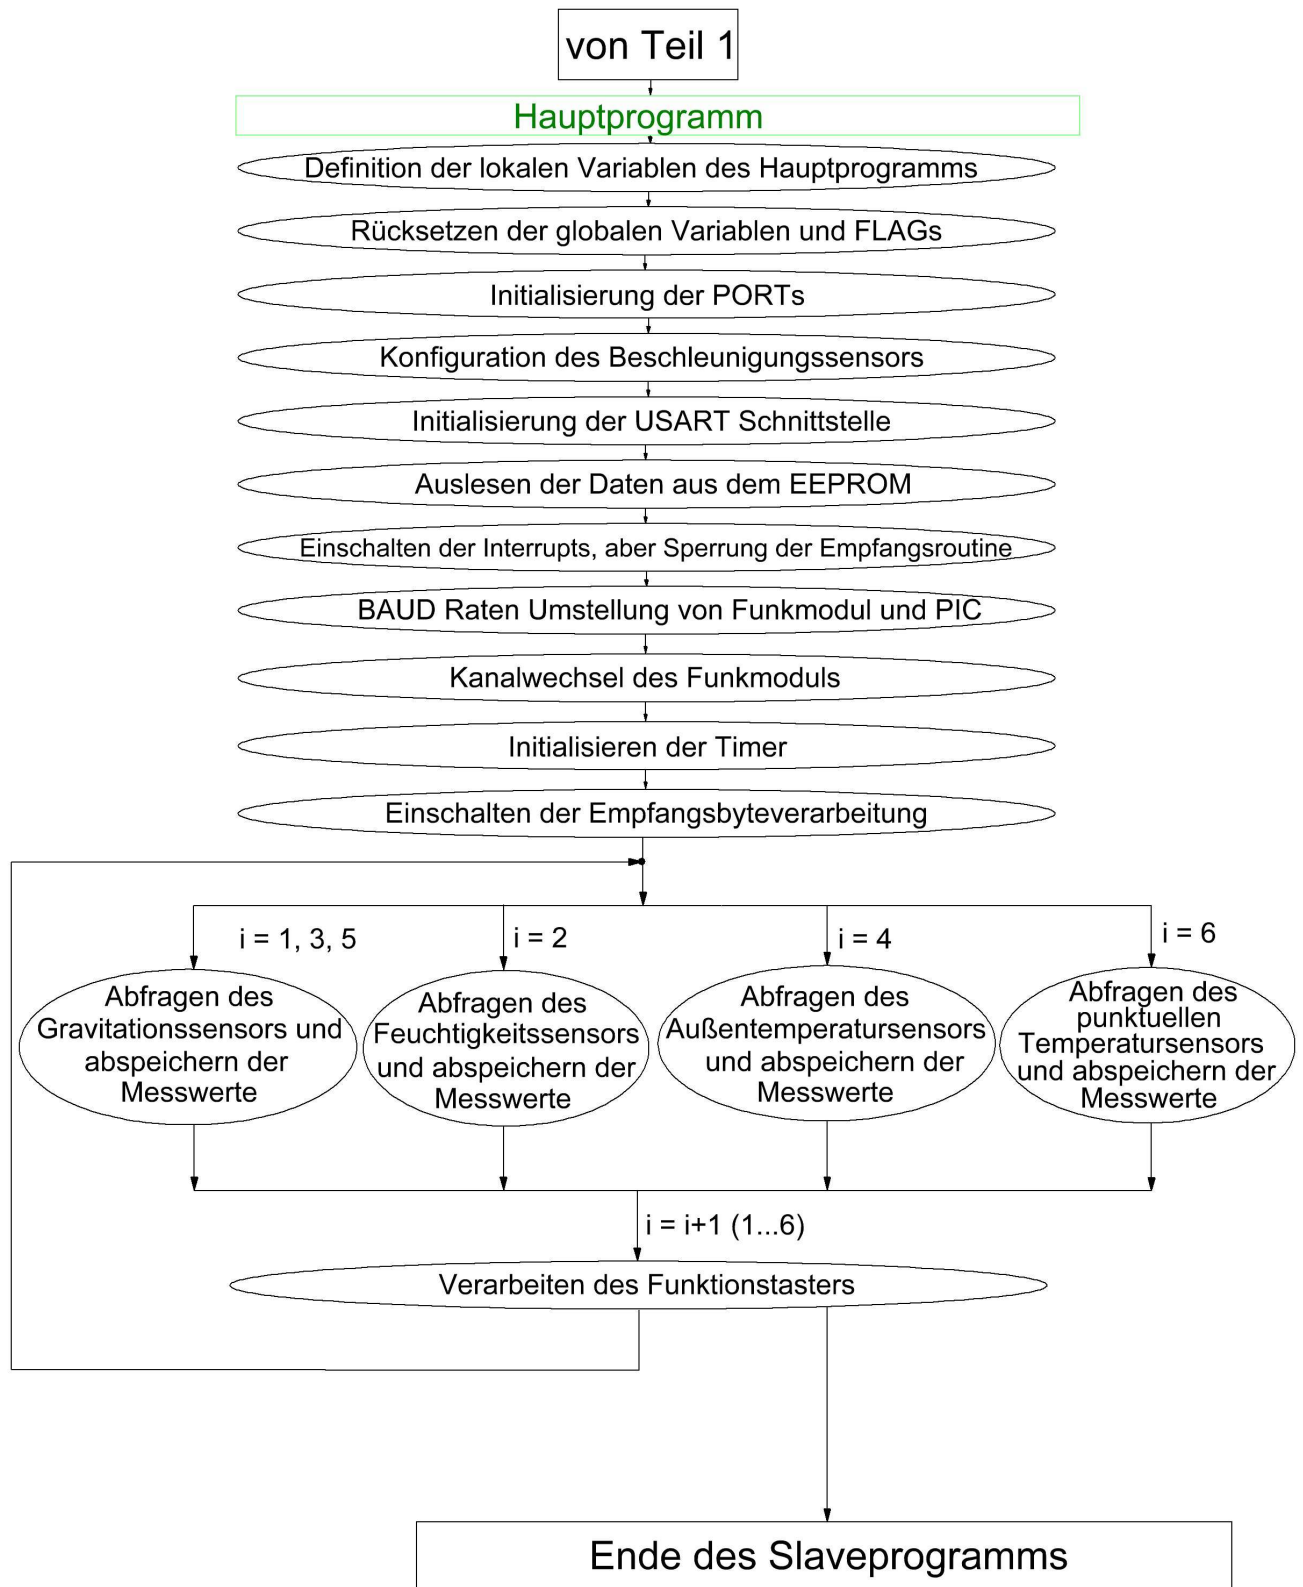 von Teil 1
Hauptprogramm
Definition der lokalen Variablen des Hauptprogramms
Rücksetzen der globalen Variablen und FLAGs
Initialisierung der PORTs
Konfiguration des Beschleunigungssensors
Initialisierung der USART Schnittstelle
Auslesen der Daten aus dem EEPROM
Einschalten der Interrupts, aber Sperrung der Empfangsroutine
BAUD Raten Umstellung von Funkmodul und PIC
Kanalwechsel des Funkmoduls
Initialisieren der Timer
Einschalten der Empfangsbyteverarbeitung
i = 1, 3, 5
Abfragen des
Gravitationssensors und
abspeichern der
Messwerte
i = 2
Abfragen des
Feuchtigkeitssensors
und abspeichern der
Messwerte
i = 4
Abfragen des
Außentemperatursensors
und abspeichern der
Messwerte
i = 6
Abfragen des
punktuellen
Temperatursensors
und abspeichern der
Messwerte
i = i+1 (1...6)
Verarbeiten des Funktionstasters
Ende des Slaveprogramms